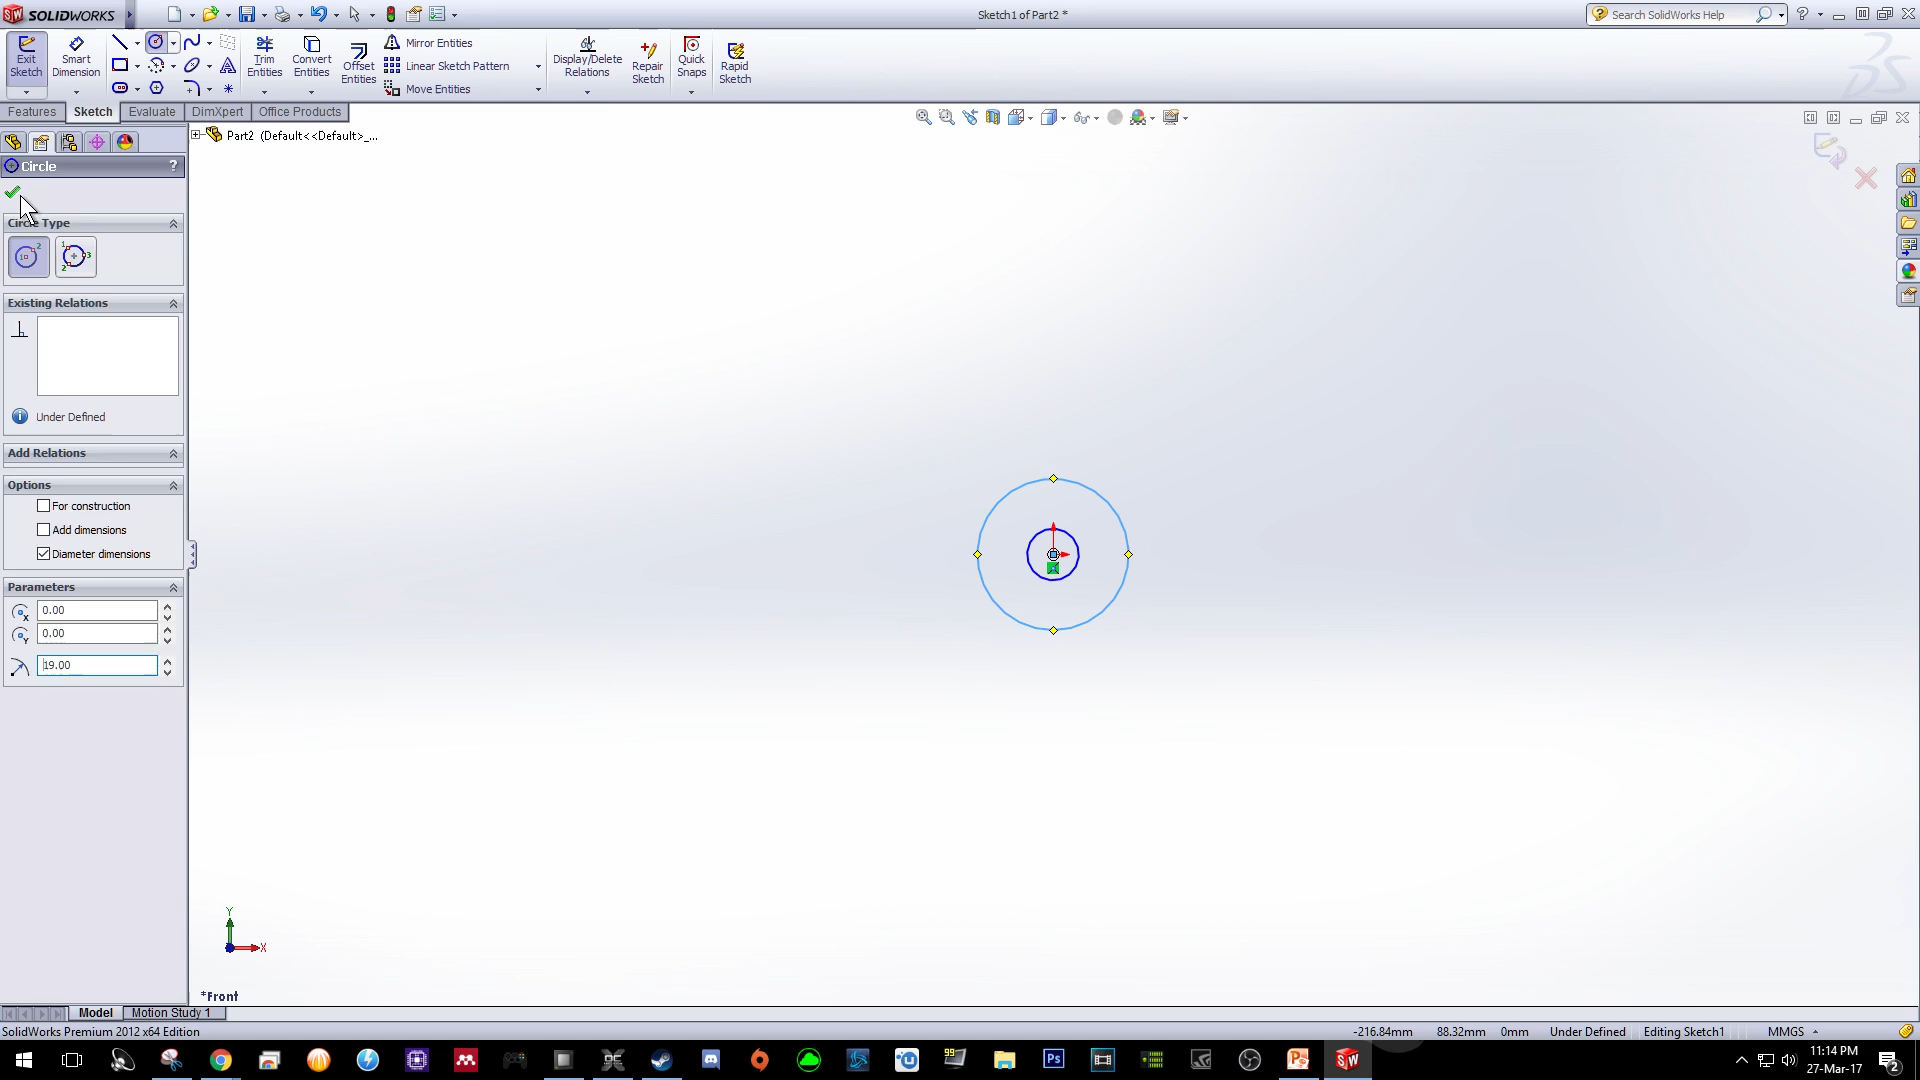 SOLIDWORKS
Sketch1 of Part2 *
Search SolidWorks Help
Exit Sketch
Smart Dimension
Trim Entities
Convert Entities
Offset Entities
Mirror Entities
Linear Sketch Pattern
Move Entities
Display/Delete Relations
Repair Sketch
Quick Snaps
Rapid Sketch
Features
Sketch
Evaluate
DimXpert
Office Products
Part2 (Default<<Default>_...
Circle
?
Circle Type
Existing Relations
Under Defined
Add Relations
Options
For construction
Add dimensions
Diameter dimensions
Parameters
0.00
0.00
19.00
Y
X
*Front
Model
Motion Study 1
SolidWorks Premium 2012 x64 Edition
-216.84mm
88.32mm
0mm
Under Defined
Editing Sketch1
MMGS
11:14 PM
27-Mar-17